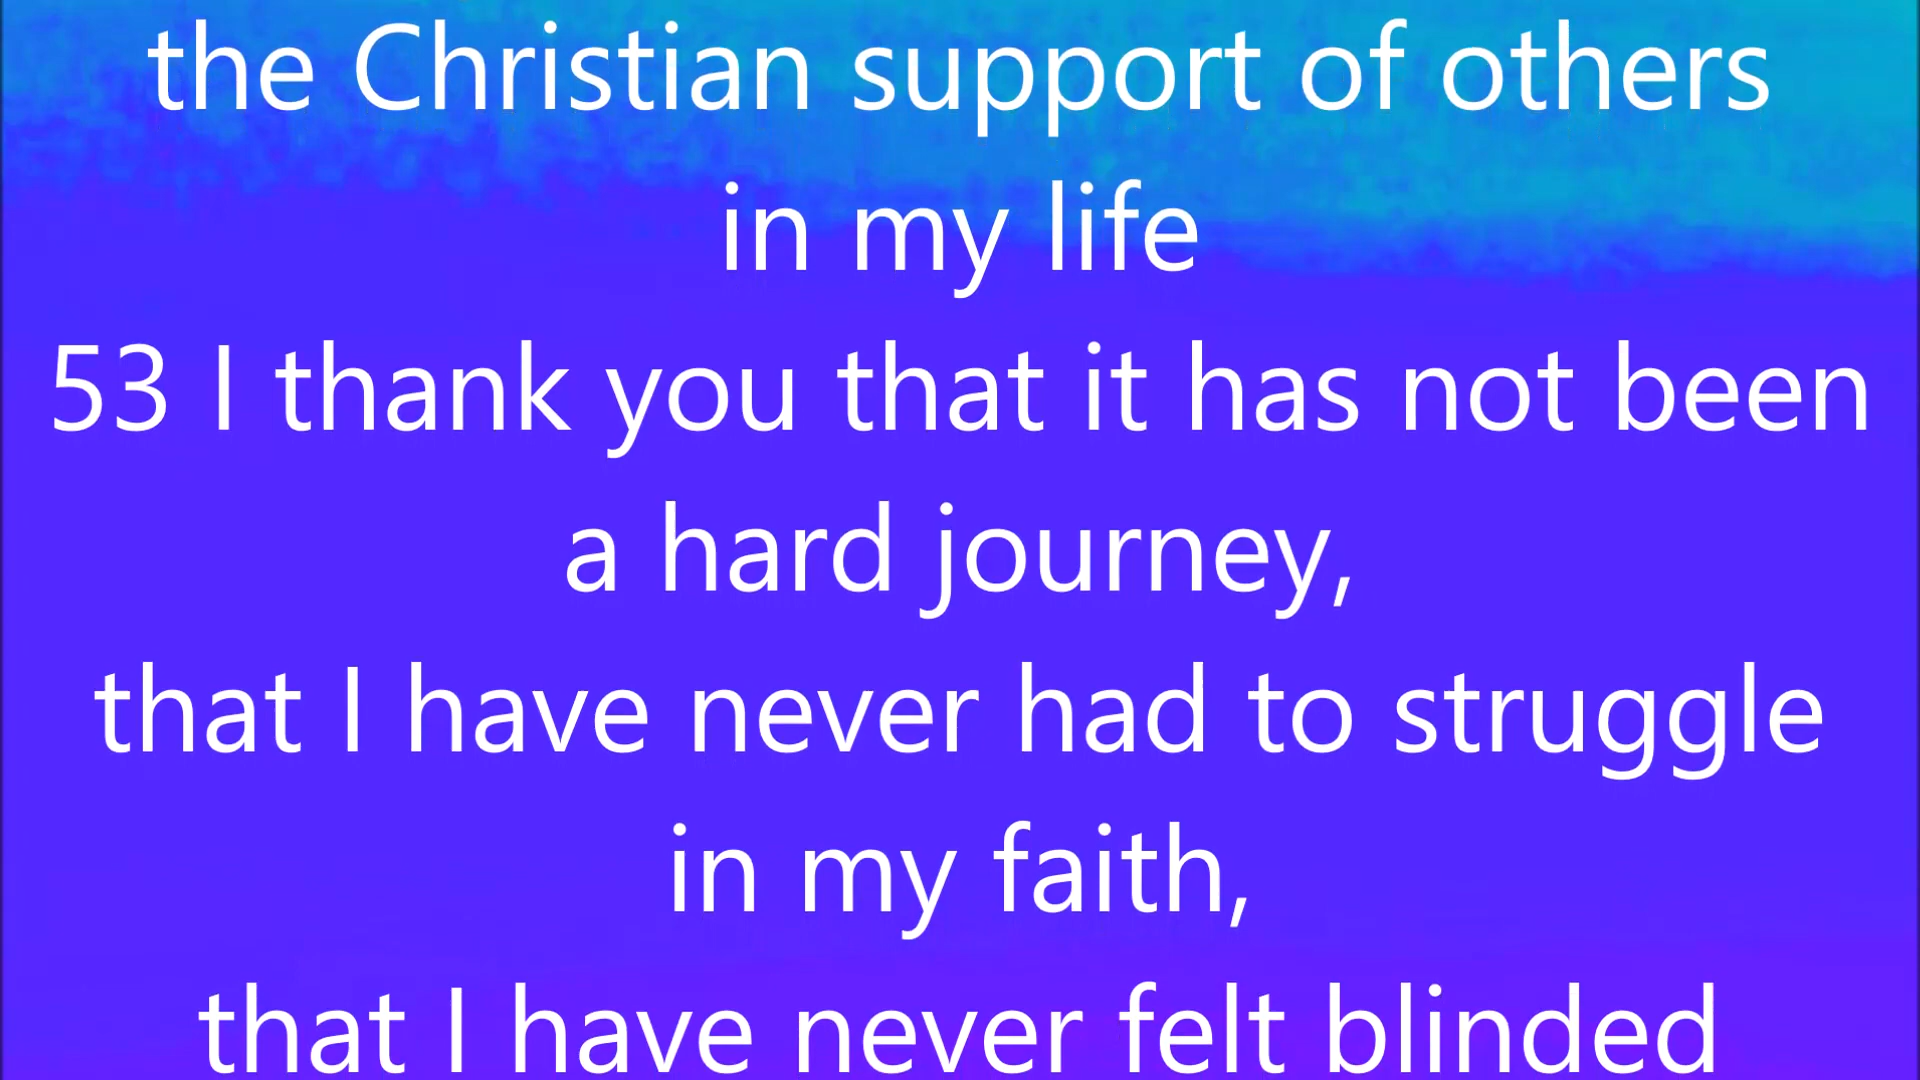 the Christian support of others
in my life
53 I thank you that it has not been
a hard journey,
that I have never had to struggle
in my faith,
that I have never felt blinded